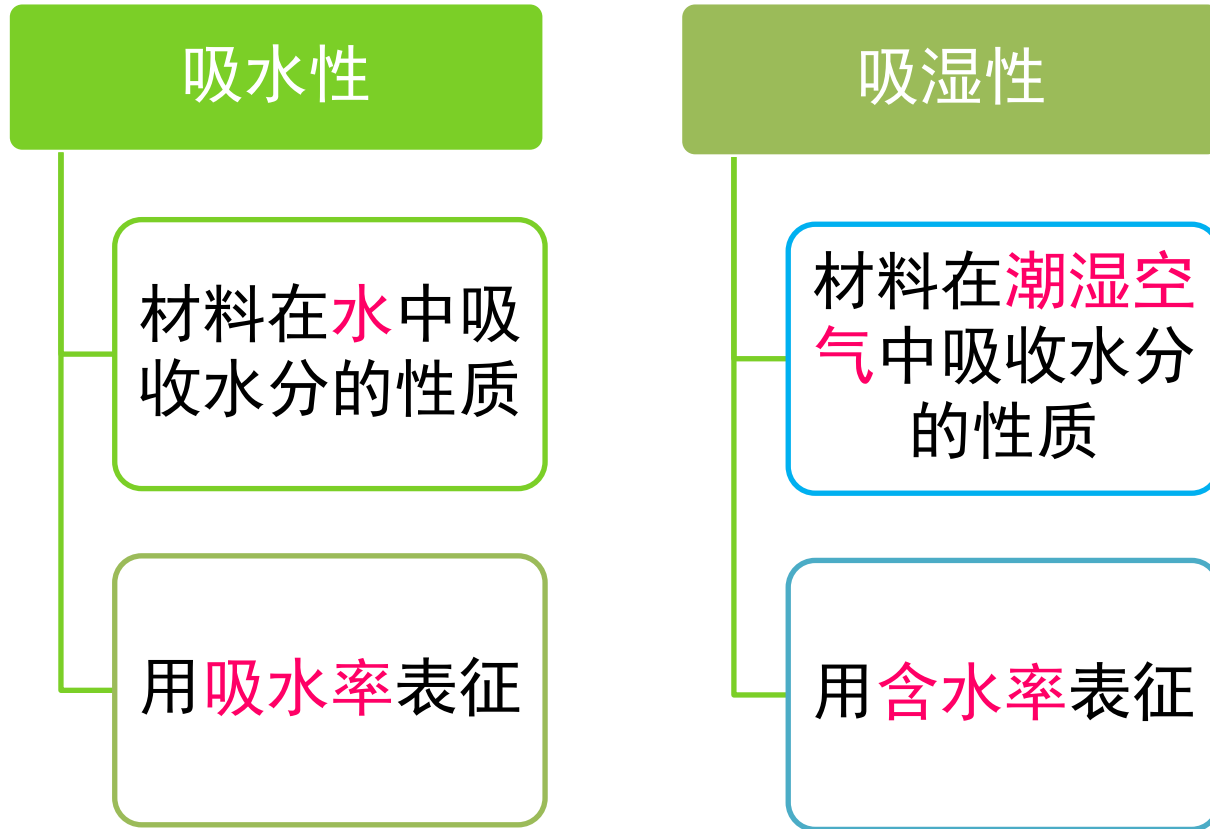 吸水性
材料在水中吸
收水分的性质
用吸水率表征
吸湿性
材料在潮湿空
气中吸收水分
的性质
用含水率表征